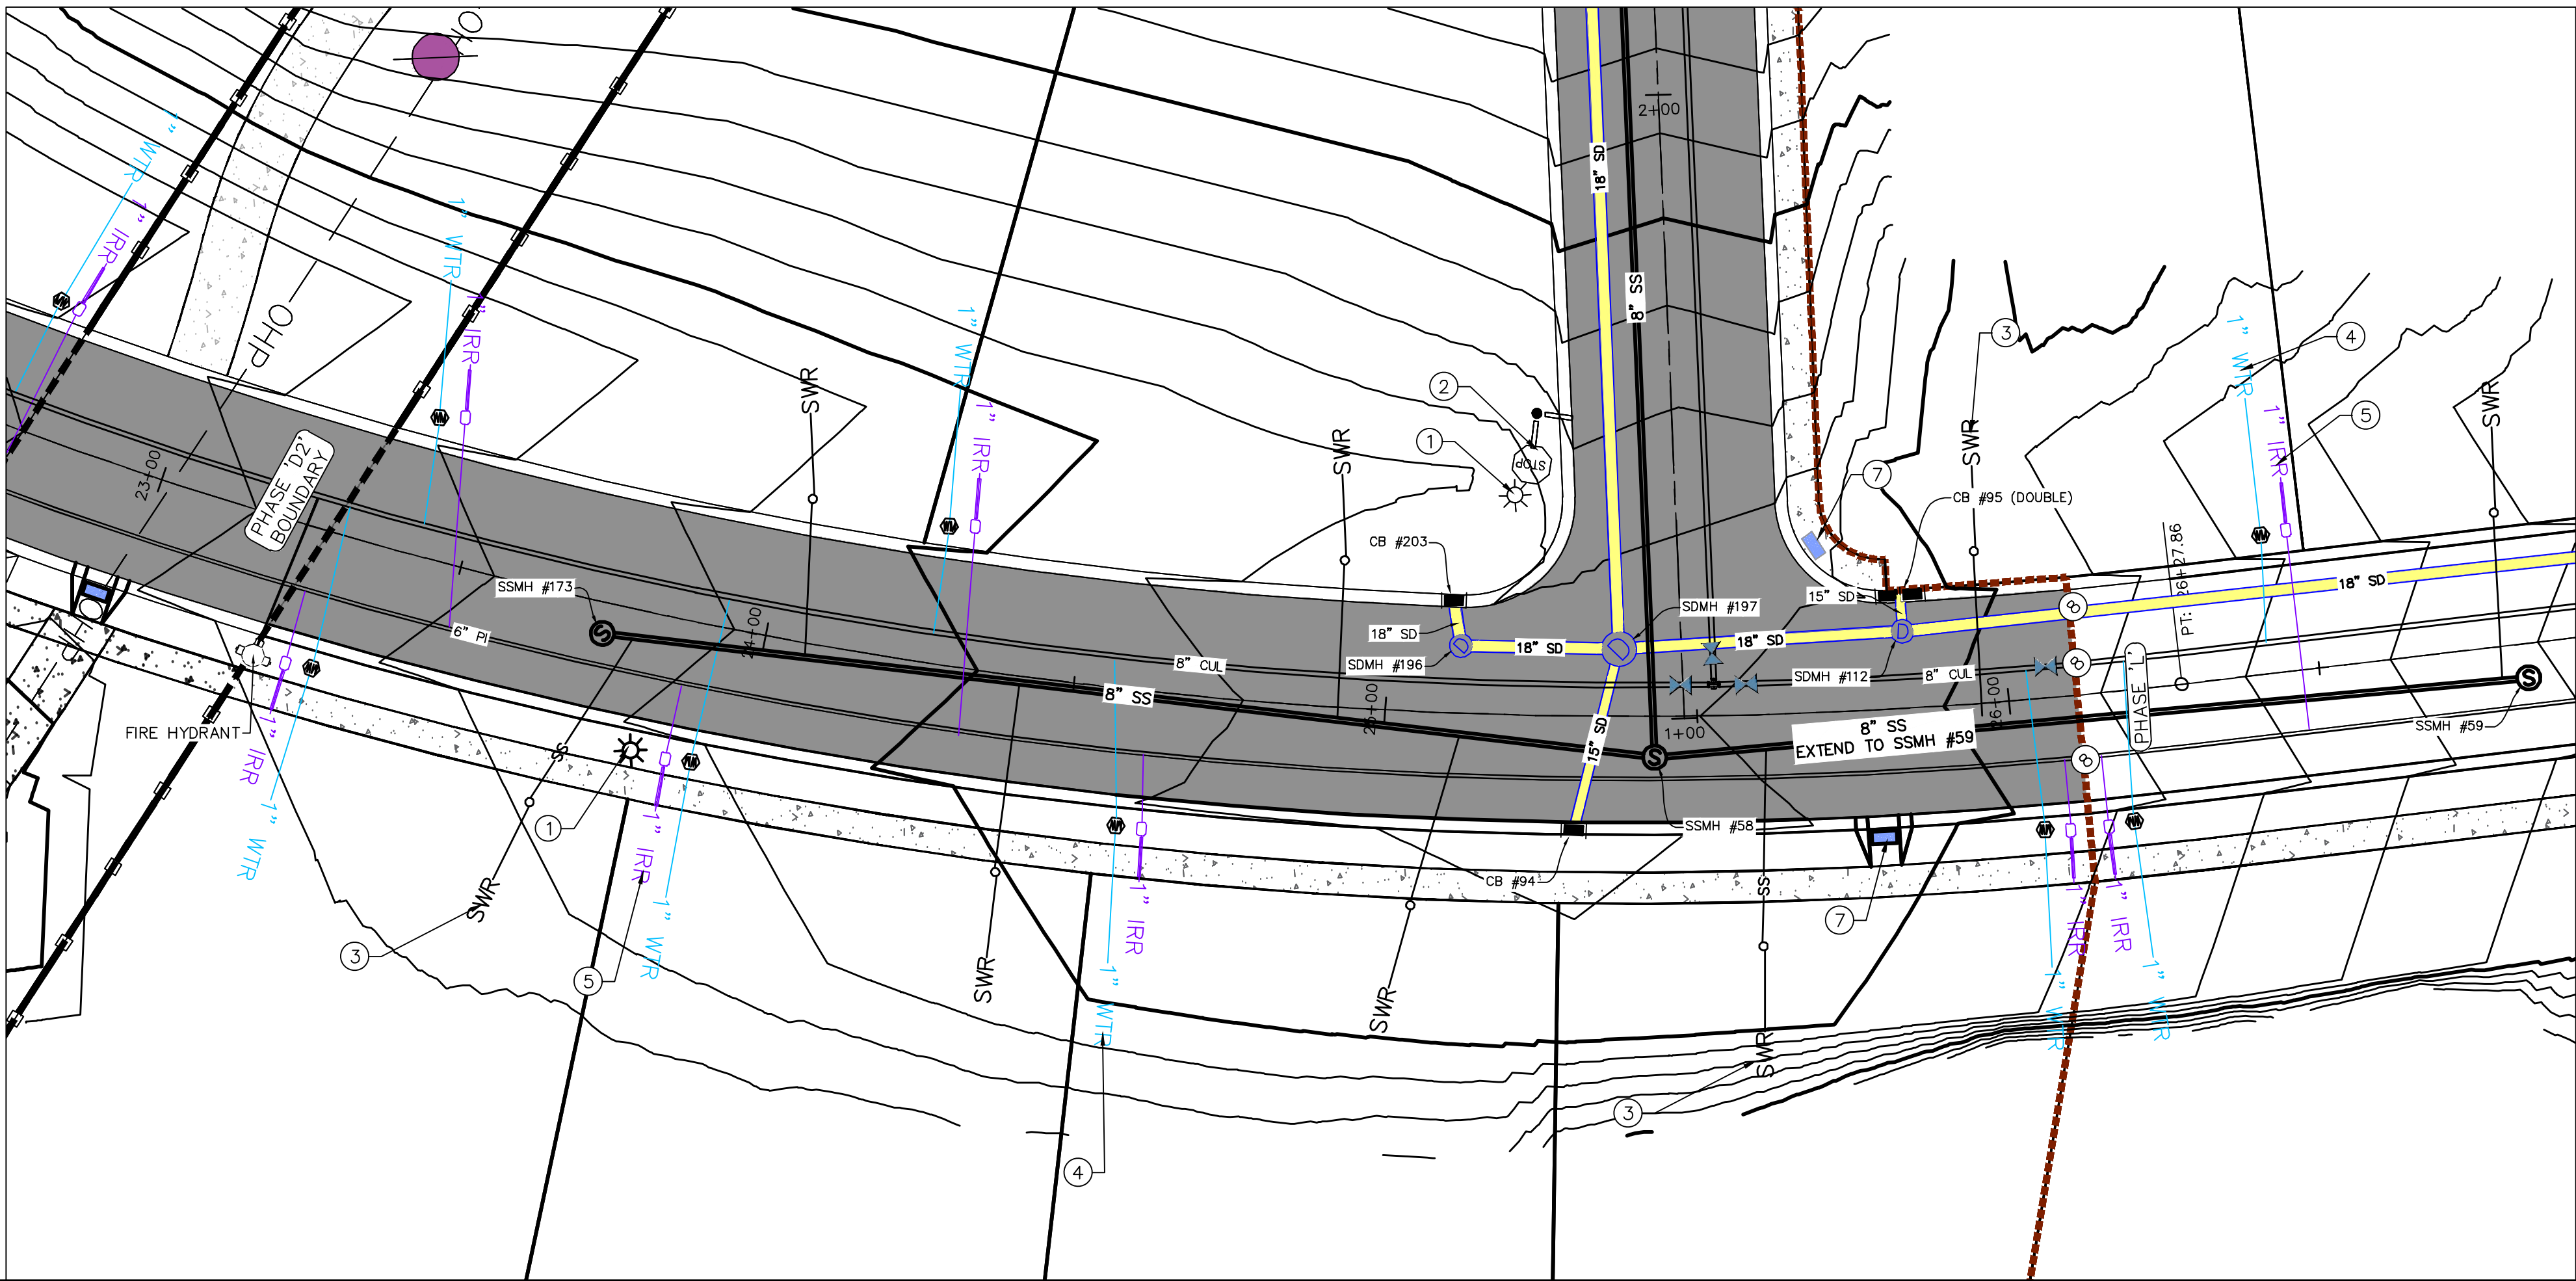 2+00
1" WTR
1" IRR
1" WTR
1" IRR
OHP
18" SD
8" SS
1" WTR
1" IRR
SWR
SWR
2
1
STOP
3
SWR
7
CB #95 (DOUBLE)
1" WTR
4
1" IRR
5
SWR
23+00
PHASE 'D2'
BOUNDARY
CB #203
PT: 26+27.86
SSMH #173
24+00
6" PI
18" SD
15" SD
SDMH #197
18" SD
18" SD
18" SD
8
SDMH #196
SDMH #112
8" CUL
8" CUL
8
8" SS
25+00
26+00
1+00
15" SD
8" SS
EXTEND TO SSMH #59
PHASE 'L'
SSMH #59
8
FIRE HYDRANT
1" IRR
1" WTR
SS
1
1" IRR
1" WTR
SSMH #58
CB #94
SS
7
SWR
3
5
SWR
SWR
1" IRR
1" WTR
4
SWR
3
1" IRR
1" IRR
1" WTR
1" WTR